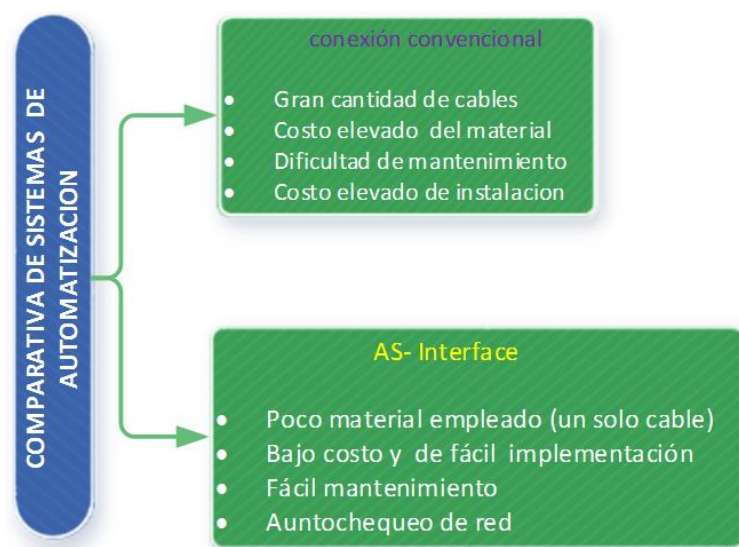 COMPARATIVA DE SISTEMAS DE
AUTOMATIZACION
conexión convencional
• Gran cantidad de cables
• Costo elevado del material
• Dificultad de mantenimiento
• Costo elevado de instalacion
AS- Interface
• Poco material empleado (un solo cable)
• Bajo costo y de fácil implementación
• Fácil mantenimiento
• Auntochequeo de red